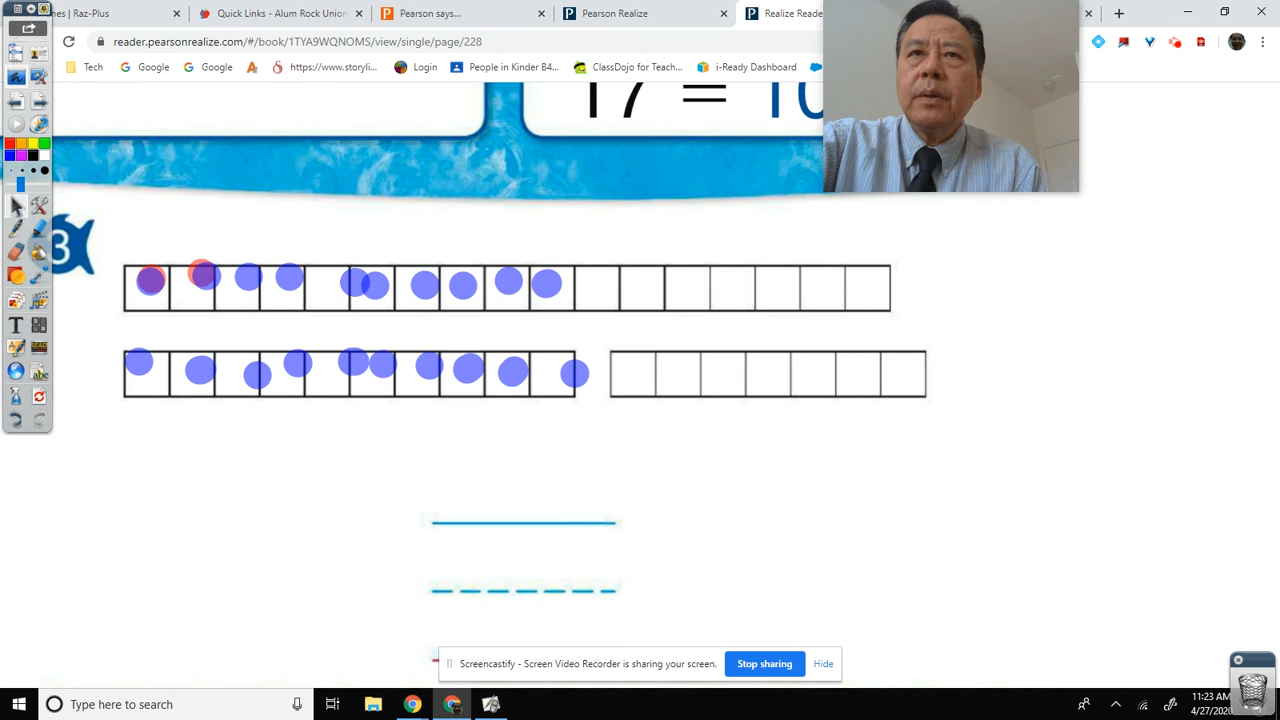 nes | Raz-Plus
Quick Links - Alum Rock Union
Pearson says...
Pearson Realize
Realize Reade
reader.pearsonrealize.com/#/book/1TYA9WQNOMS/view/single/page/228
Tech
Google
Google
https://www.storyli...
Login
People in Kinder B4...
ClassDojo for Teach...
i-Ready Dashboard
17 = 10
3
T
abc
Screencastify - Screen Video Recorder is sharing your screen.
Stop sharing
Hide
Type here to search
11:23 AM
4/27/2020